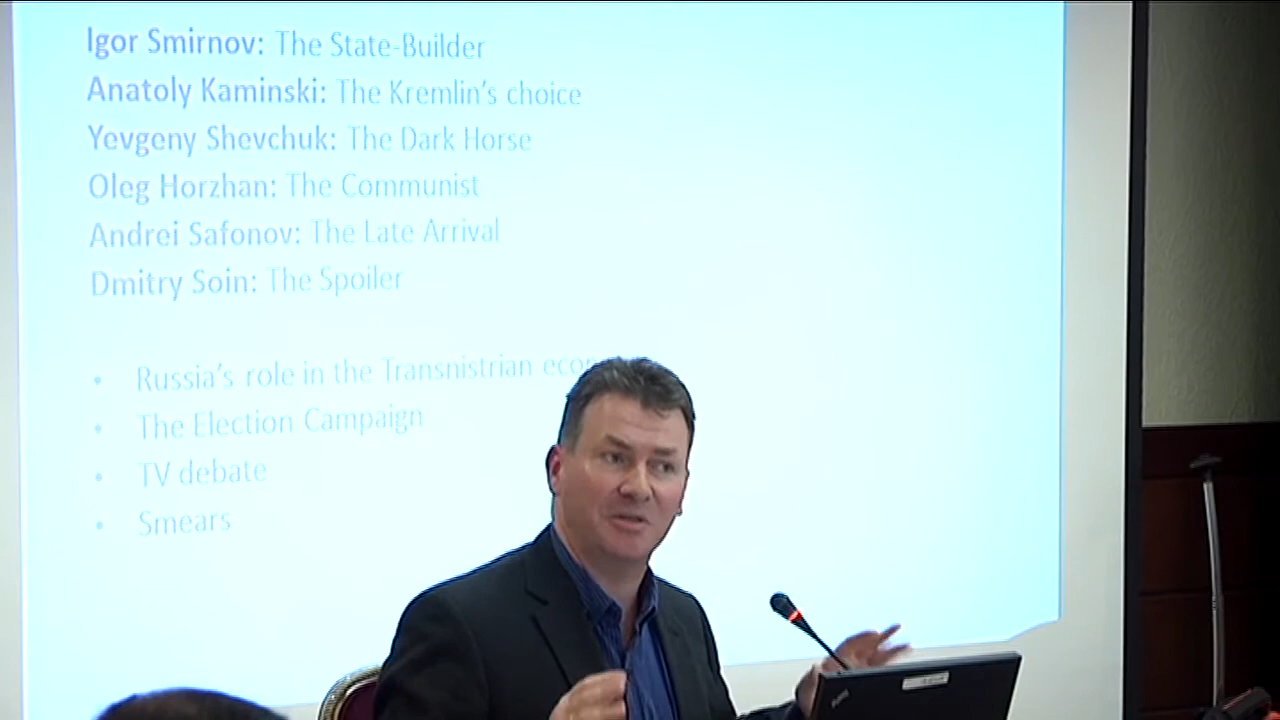 Igor Smirnov: The State-Builder
Anatoly Kaminski: The Kremlin's choice
Yevgeny Shevchuk: The Dark Horse
Oleg Horzhan: The Communist
Andrei Safonov: The Late Arrival
Dmitry Soin: The Spoiler
• Russia's role in the Transnistrian eco
• The Election Campaign
• TV debate
• Smears